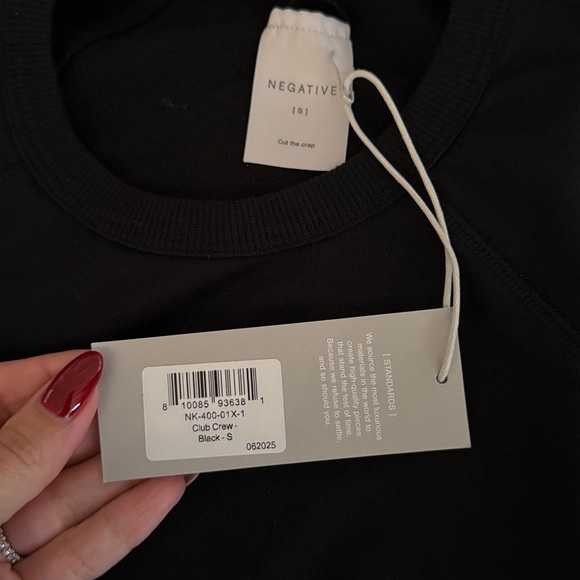 NEGATIVE
[S]
Cut the crap
8 10085 93638 1
NK-400-01X-1
Club Crew -
Black - S
062025
[ STANDARDS ]
We source the most luxurious
materials in the world to
create high-quality pieces
that stand the test of time.
Because we refuse to settle,
and so should you.